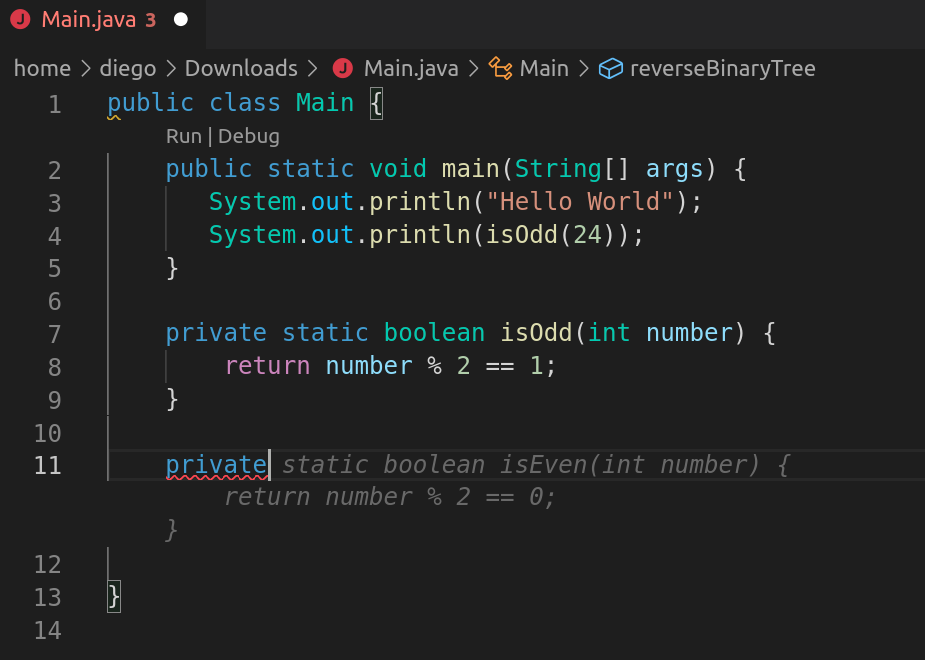 J Main.java 3
home > diego > Downloads > J Main.java > Main > reverseBinaryTree
1 public class Main {
Run | Debug
2 public static void main(String[] args) {
3 System.out.println("Hello World");
4 System.out.println(isOdd(24));
5 }
6
7 private static boolean isOdd(int number) {
8 return number % 2 == 1;
9 }
10
11 private static boolean isEven(int number) {
return number % 2 == 0;
}
12
13 }
14